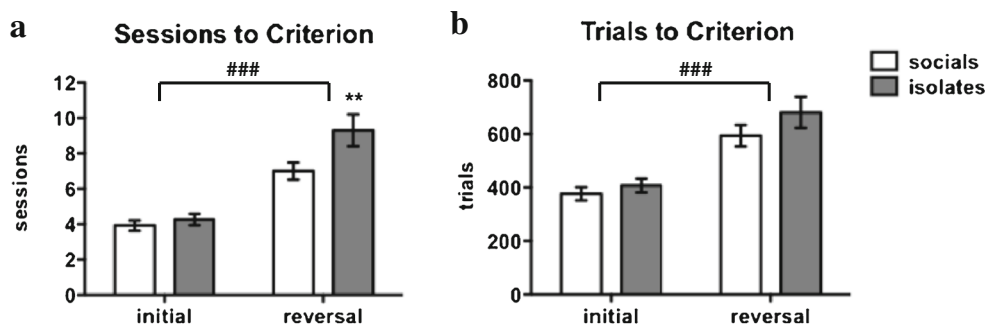 a
Sessions to Criterion
###
**
sessions
12
10
8
6
4
2
0
initial
reversal
b
Trials to Criterion
###
trials
800
600
400
200
0
initial
reversal
socials
isolates